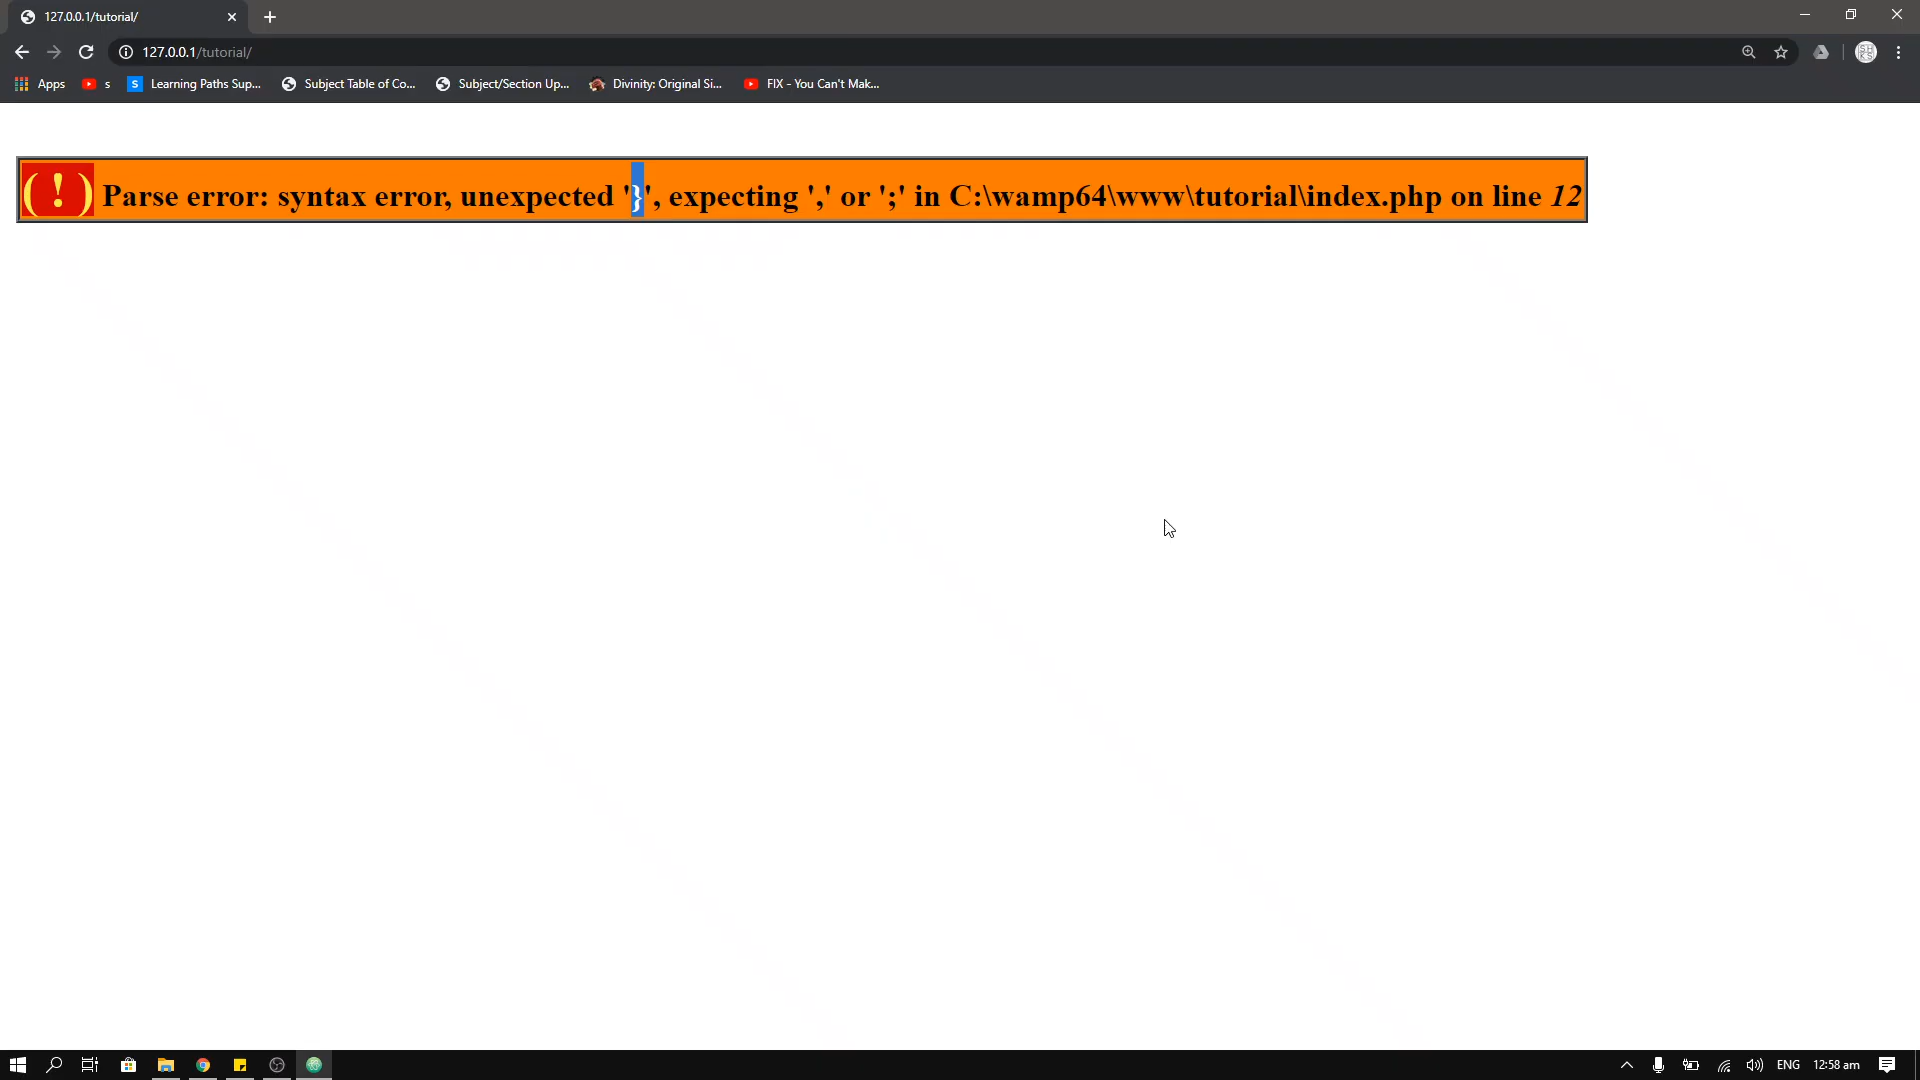 127.0.0.1/tutorial/
127.0.0.1/tutorial/
Apps s Learning Paths Sup... Subject Table of Co... Subject/Section Up... Divinity: Original Si... FIX - You Can't Mak...
( ! ) Parse error: syntax error, unexpected '}', expecting ',' or ';' in C:\wamp64\www\tutorial\index.php on line 12
ENG 12:58 am